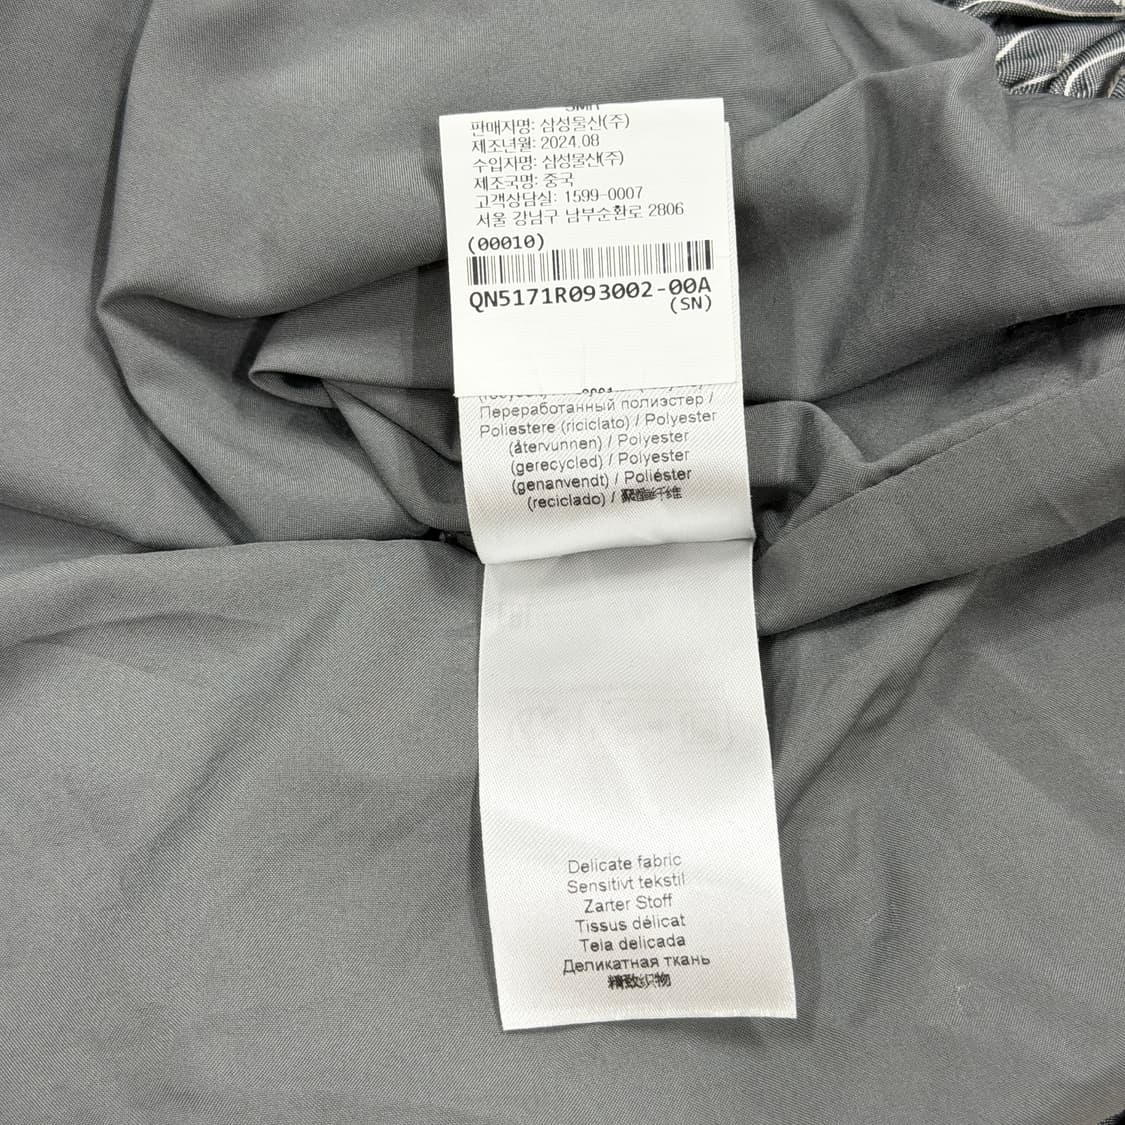 판매자명: 삼성물산(주)
제조년월: 2024.08
수입자명: 삼성물산(주)
제조국명: 중국
고객상담실: 1599-0007
서울 강남구 남부순환로 2806
(00010)
QN5171R093002-00A
(SN)
Переработанный полиэстер /
Poliestere (riciclato) / Polyester
(återvunnen) / Polyester
(gerecycled) / Polyester
(genanvendt) / Poliéster
(reciclado) / 聚酯纤维
Delicate fabric
Sensitivt tekstil
Zarter Stoff
Tissus délicat
Tela delicada
Деликатная ткань
精致织物